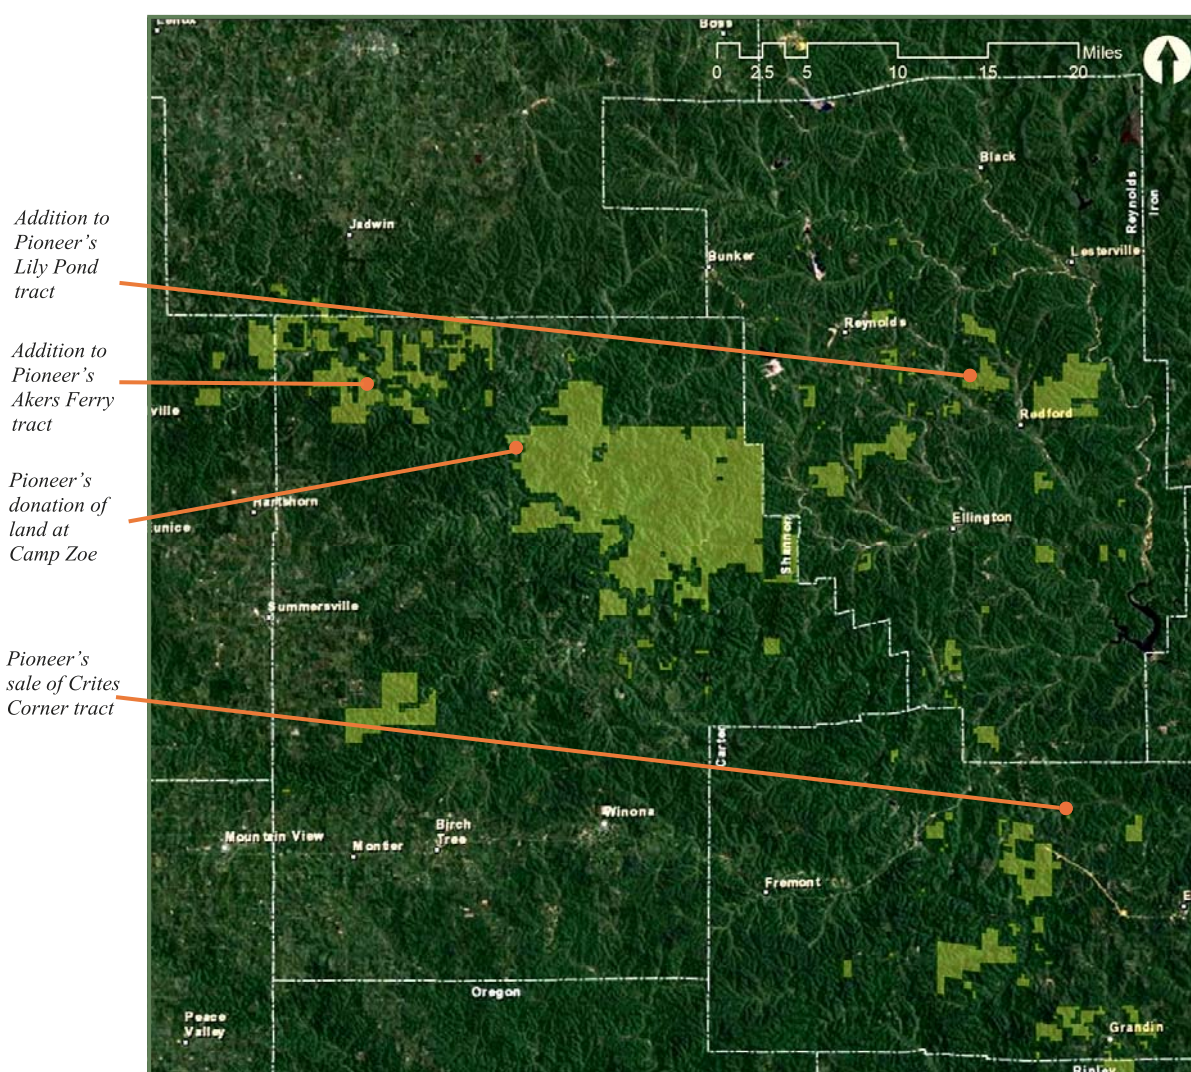 Lenox
Boss
Miles
0 2.5 5 10 15 20
Black
Reynolds
Iron
Addition to
Pioneer's
Lily Pond
tract
Jadwin
Bunker
Lesterville
Reynolds
Addition to
Pioneer's
Akers Ferry
tract
ville
Redford
Pioneer's
donation of
land at
Camp Zoe
Hartshorn
unice
Ellington
Shannon
Summersville
Pioneer's
sale of Crites
Corner tract
Carter
Winona
Mountain View
Birch
Tree
Montier
Fremont
E
Oregon
Peace
Valley
Grandin
Ripley